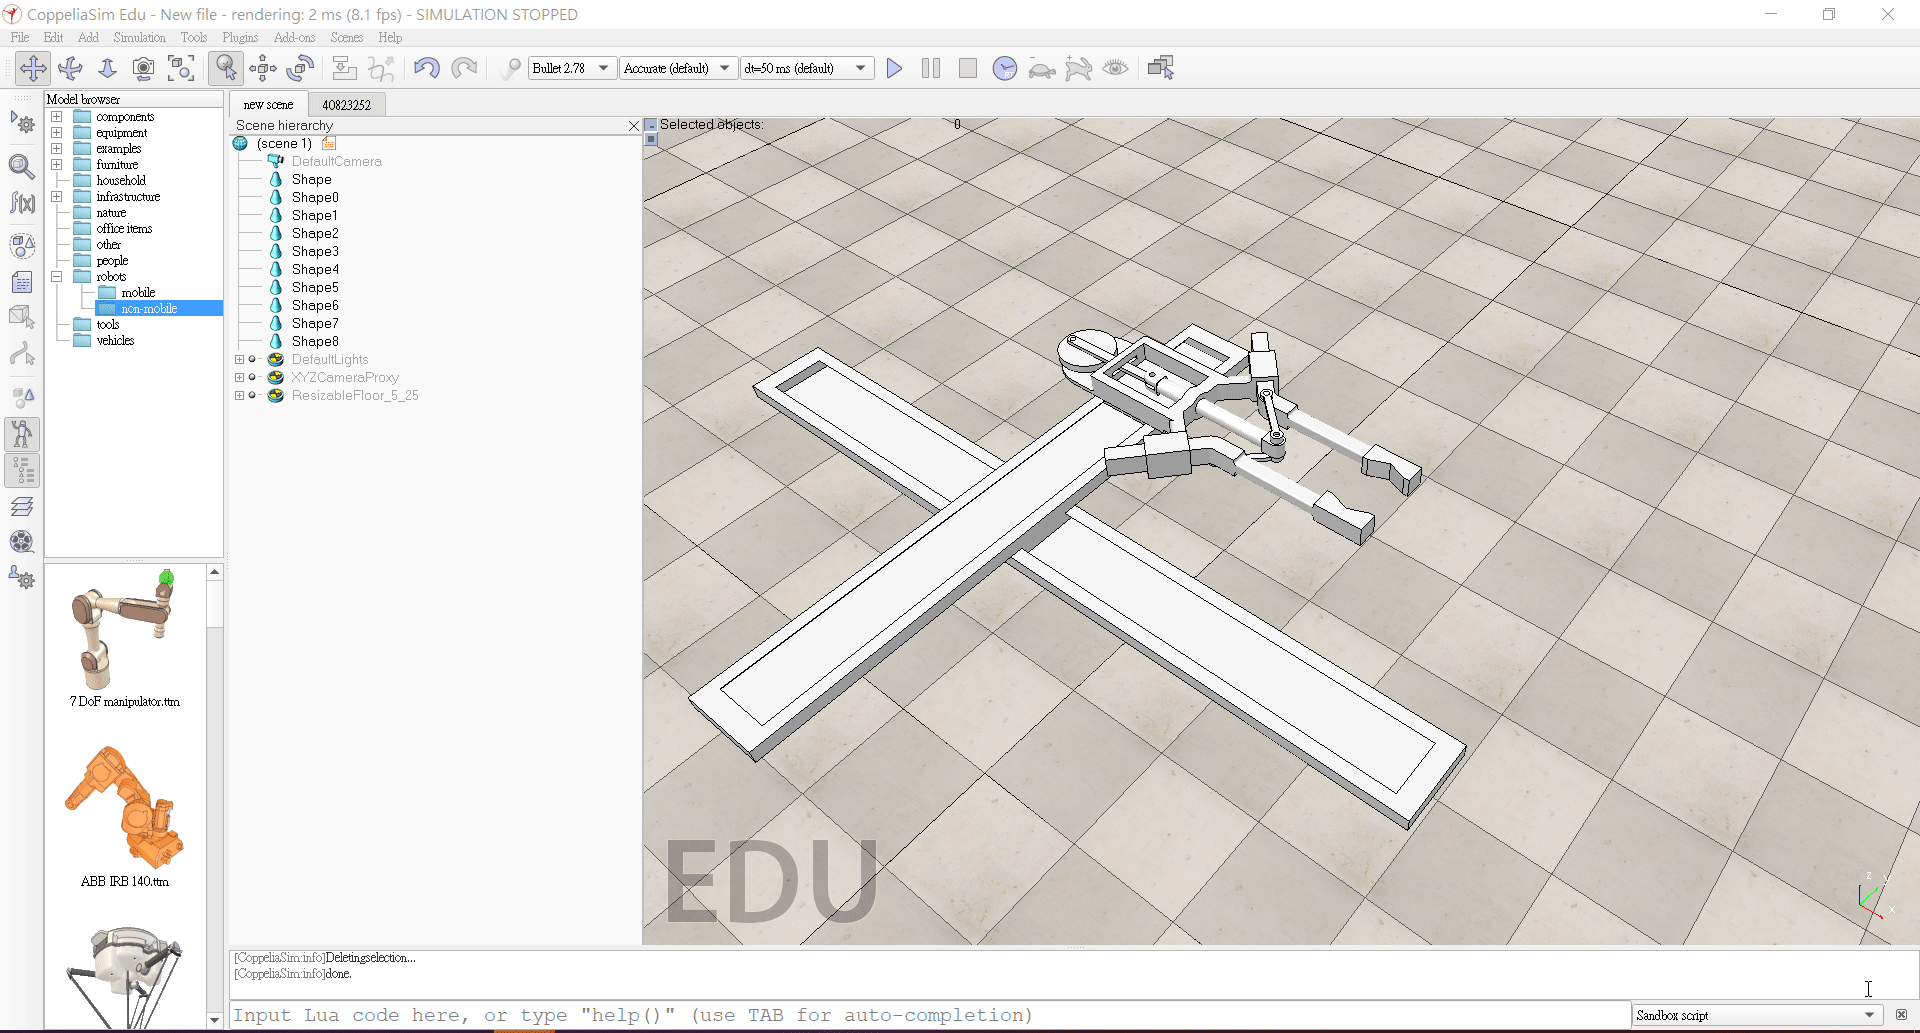 CoppeliaSim Edu - New file - rendering: 2 ms (8.1 fps) - SIMULATION STOPPED
File Edit Add Simulation Tools Plugins Add-ons Scenes Help
Bullet 2.78 Accurate (default) dt=50 ms (default)
Model browser
components
equipment
examples
furniture
household
infrastructure
nature
office items
other
people
robots
mobile
non-mobile
tools
vehicles
7 DoF manipulator.ttm
ABB IRB 140.ttm
new scene 40823252
Scene hierarchy
(scene 1)
DefaultCamera
Shape
Shape0
Shape1
Shape2
Shape3
Shape4
Shape5
Shape6
Shape7
Shape8
DefaultLights
XYZCameraProxy
ResizableFloor_5_25
Selected objects: 0
EDU
z
y
x
[CoppeliaSim:info]Deletingselection...
[CoppeliaSim:info]done.
Input Lua code here, or type "help()" (use TAB for auto-completion)
Sandbox script